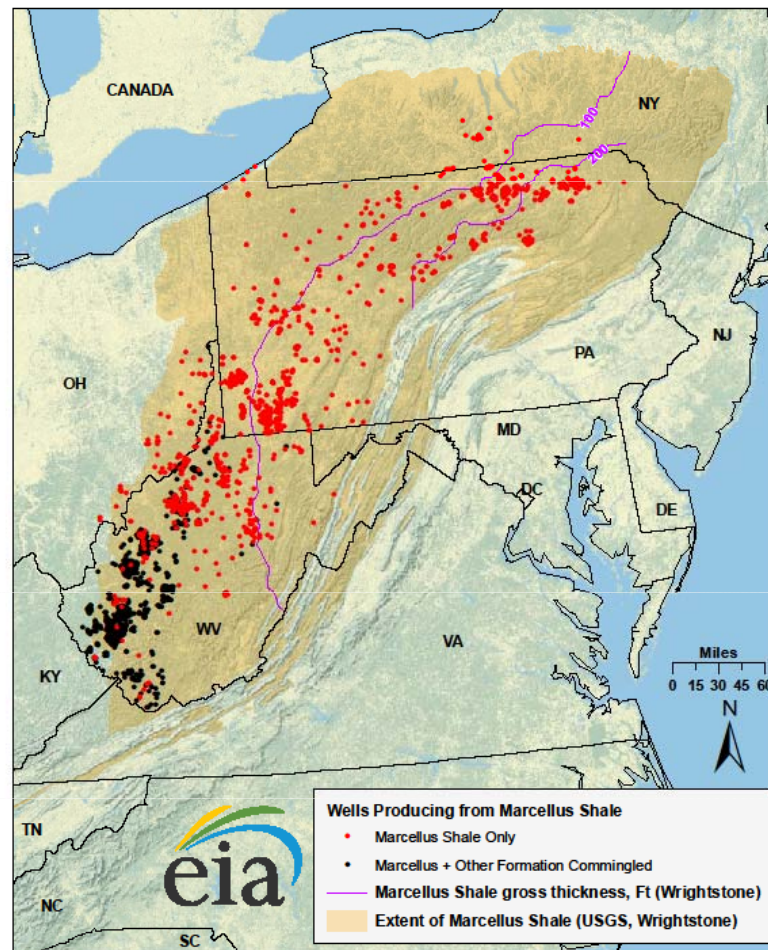 CANADA
NY
100
200
OH
PA
NJ
MD
DC
DE
WV
VA
KY
Miles
0 15 30 45 60
N
TN
NC
SC
eia
Wells Producing from Marcellus Shale
Marcellus Shale Only
Marcellus + Other Formation Commingled
Marcellus Shale gross thickness, Ft (Wrightstone)
Extent of Marcellus Shale (USGS, Wrightstone)